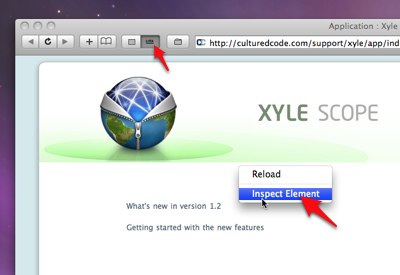 Application : Xyle
http://culturedcode.com/support/xyle/app/ind
XYLE SCOPE
Reload
Inspect Element
What's new in version 1.2
Getting started with the new features